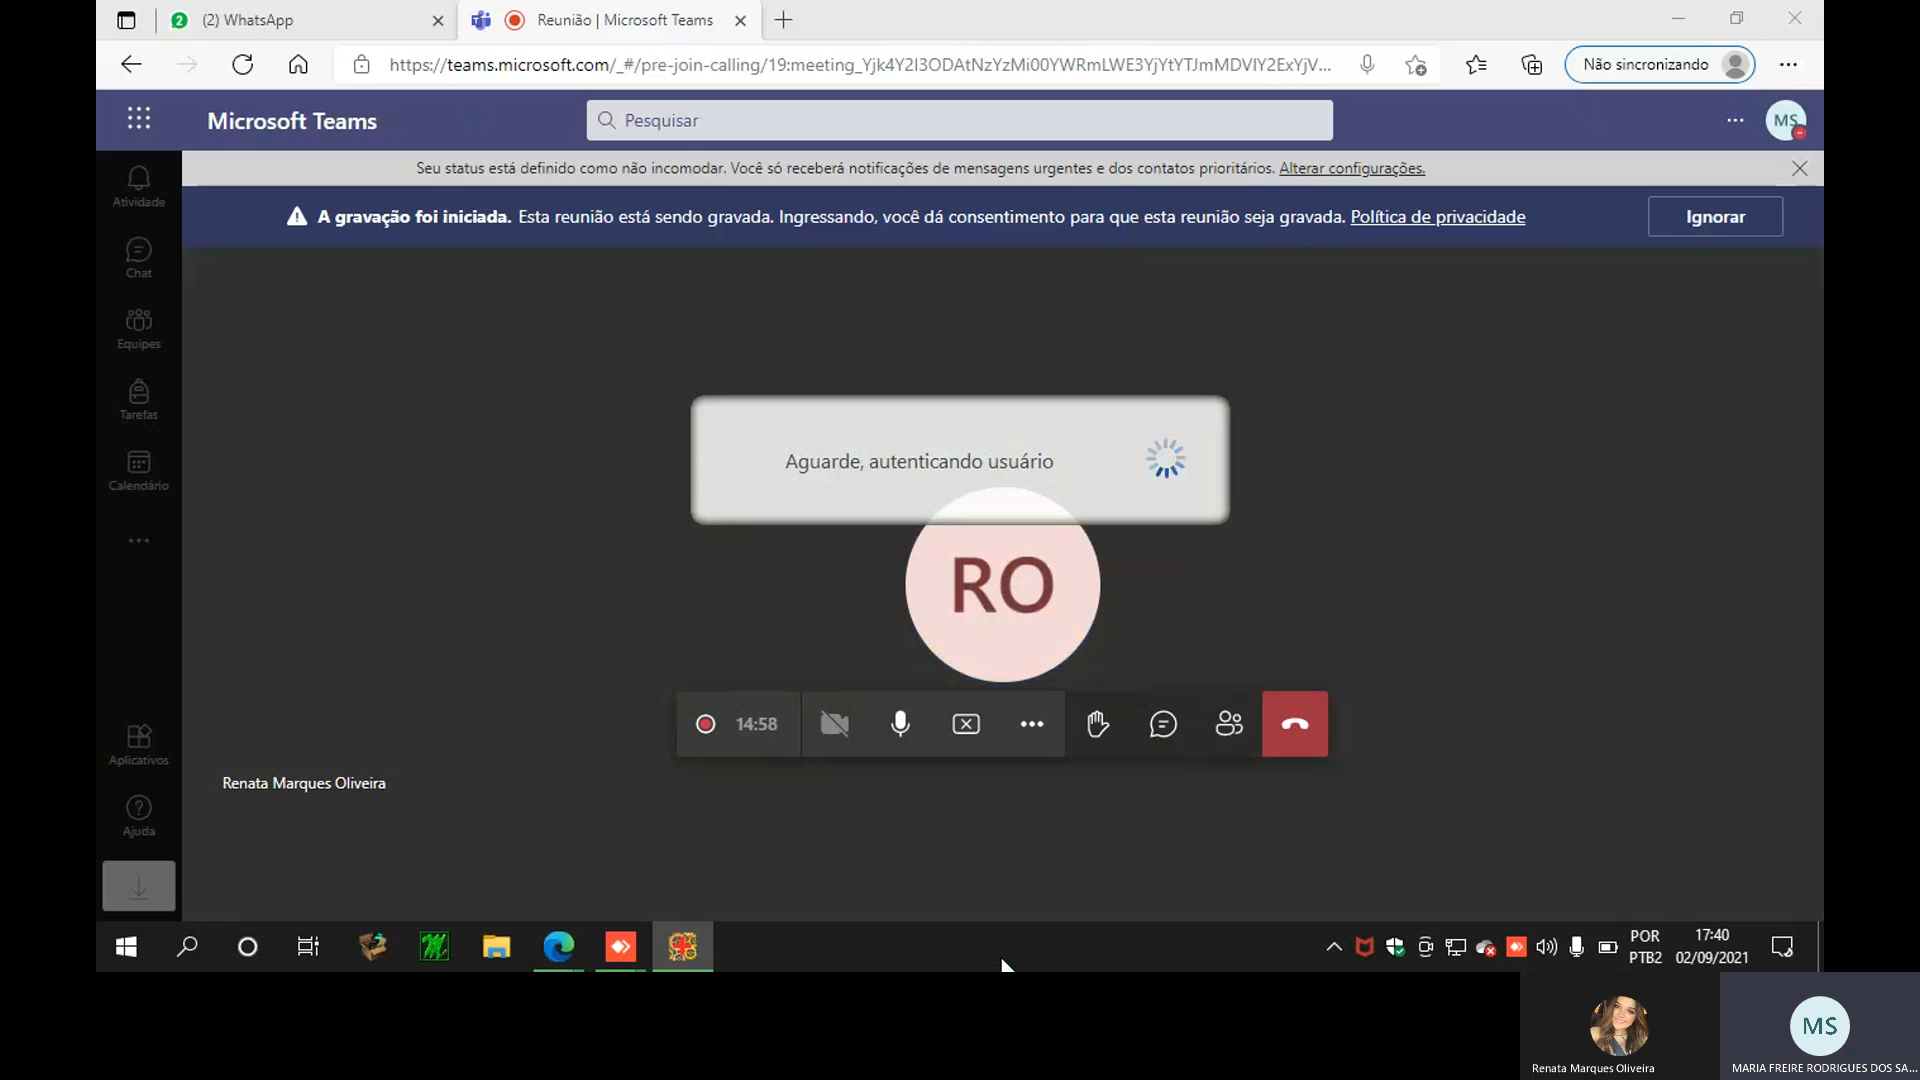 2
(2) WhatsApp
Reunião | Microsoft Teams
https://teams.microsoft.com/_#/pre-join-calling/19:meeting_Yjk4Y2I3ODAtNzYzMi00YWRmLWE3YjYtYTJmMDVlY2ExYjV...
Não sincronizando
Microsoft Teams
Pesquisar
MS
Seu status está definido como não incomodar. Você só receberá notificações de mensagens urgentes e dos contatos prioritários. Alterar configurações.
A gravação foi iniciada. Esta reunião está sendo gravada. Ingressando, você dá consentimento para que esta reunião seja gravada. Política de privacidade
Ignorar
Atividade
Chat
Equipes
Tarefas
Calendário
Aguarde, autenticando usuário
RO
14:58
Aplicativos
Renata Marques Oliveira
Ajuda
POR
PTB2
17:40
02/09/2021
MS
Renata Marques Oliveira
MARIA FREIRE RODRIGUES DOS SA...